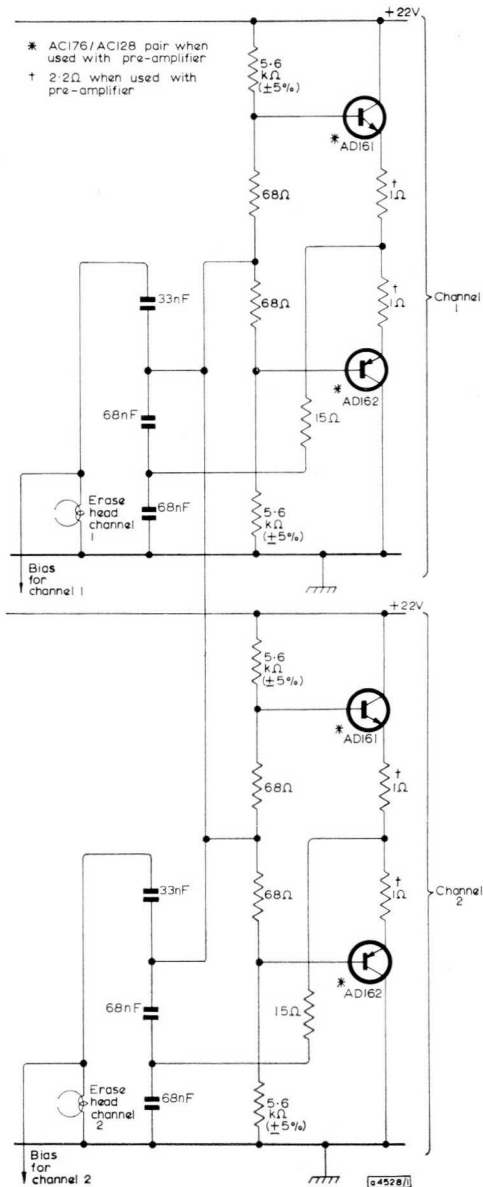 +22V
* AC176/AC128 pair when
used with pre-amplifier
† 2·2Ω when used with
pre-amplifier
5·6
kΩ
(±5%)
* AD161
68Ω
†
1Ω
33nF
68Ω
†
1Ω
Channel
1
* AD162
68nF
15Ω
Erase
head
channel
1
68nF
5·6
kΩ
(±5%)
Bias
for
channel 1
+22V
5·6
kΩ
(±5%)
* AD161
68Ω
†
1Ω
33nF
68Ω
†
1Ω
Channel
2
* AD162
68nF
15Ω
Erase
head
channel
2
68nF
5·6
kΩ
(±5%)
Bias
for
channel 2
a4528/1